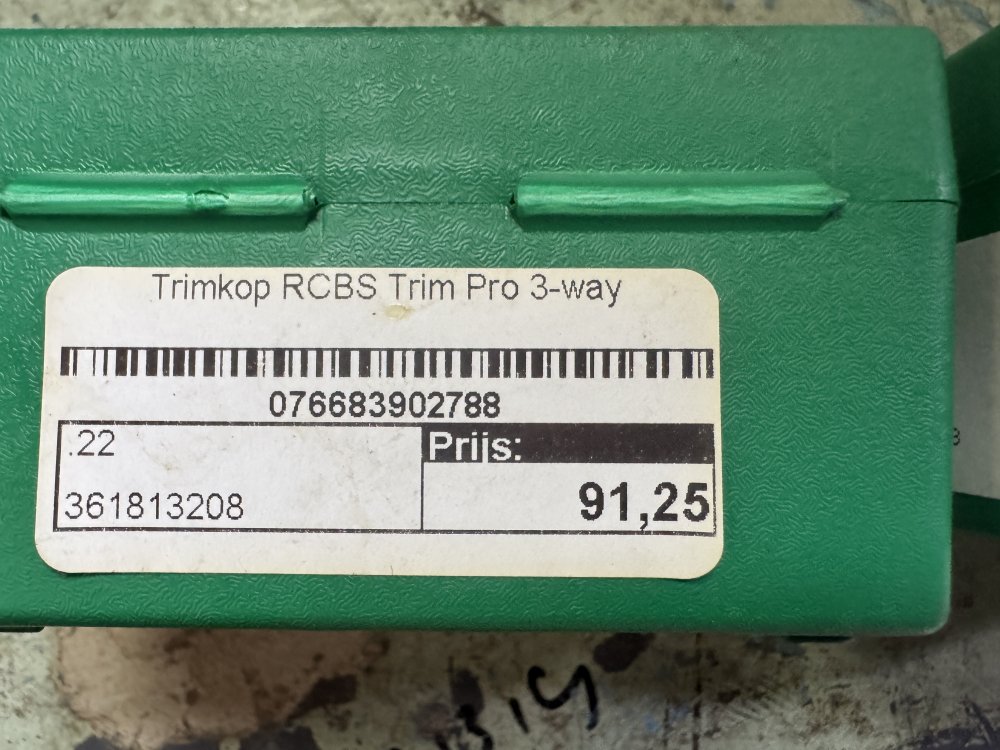 Trimkop RCBS Trim Pro 3-way
076683902788
.22
Prijs:
361813208
91,25